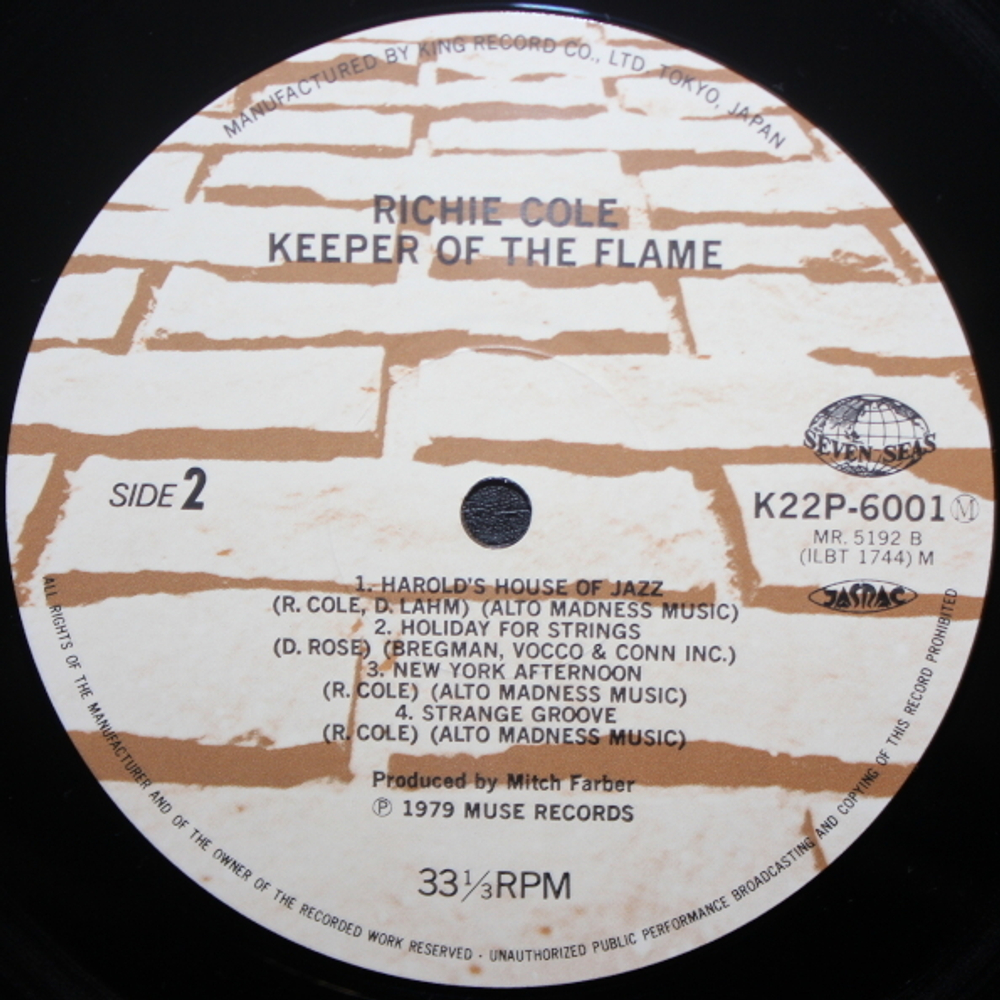 MANUFACTURED BY KING RECORD CO., LTD. TOKYO, JAPAN
RICHIE COLE
KEEPER OF THE FLAME
SEVEN SEAS
SIDE 2
K22P-6001 Ⓜ
MR. 5192 B
(ILBT 1744) M
JASRAC
1. HAROLD'S HOUSE OF JAZZ
(R. COLE, D. LAHM) (ALTO MADNESS MUSIC)
2. HOLIDAY FOR STRINGS
(D. ROSE) (BREGMAN, VOCCO & CONN INC.)
3. NEW YORK AFTERNOON
(R. COLE) (ALTO MADNESS MUSIC)
4. STRANGE GROOVE
(R. COLE) (ALTO MADNESS MUSIC)
Produced by Mitch Farber
℗ 1979 MUSE RECORDS
33 1/3 RPM
ALL RIGHTS OF THE MANUFACTURER AND OF THE OWNER OF THE RECORDED WORK RESERVED · UNAUTHORIZED PUBLIC PERFORMANCE BROADCASTING AND COPYING OF THIS RECORD PROHIBITED